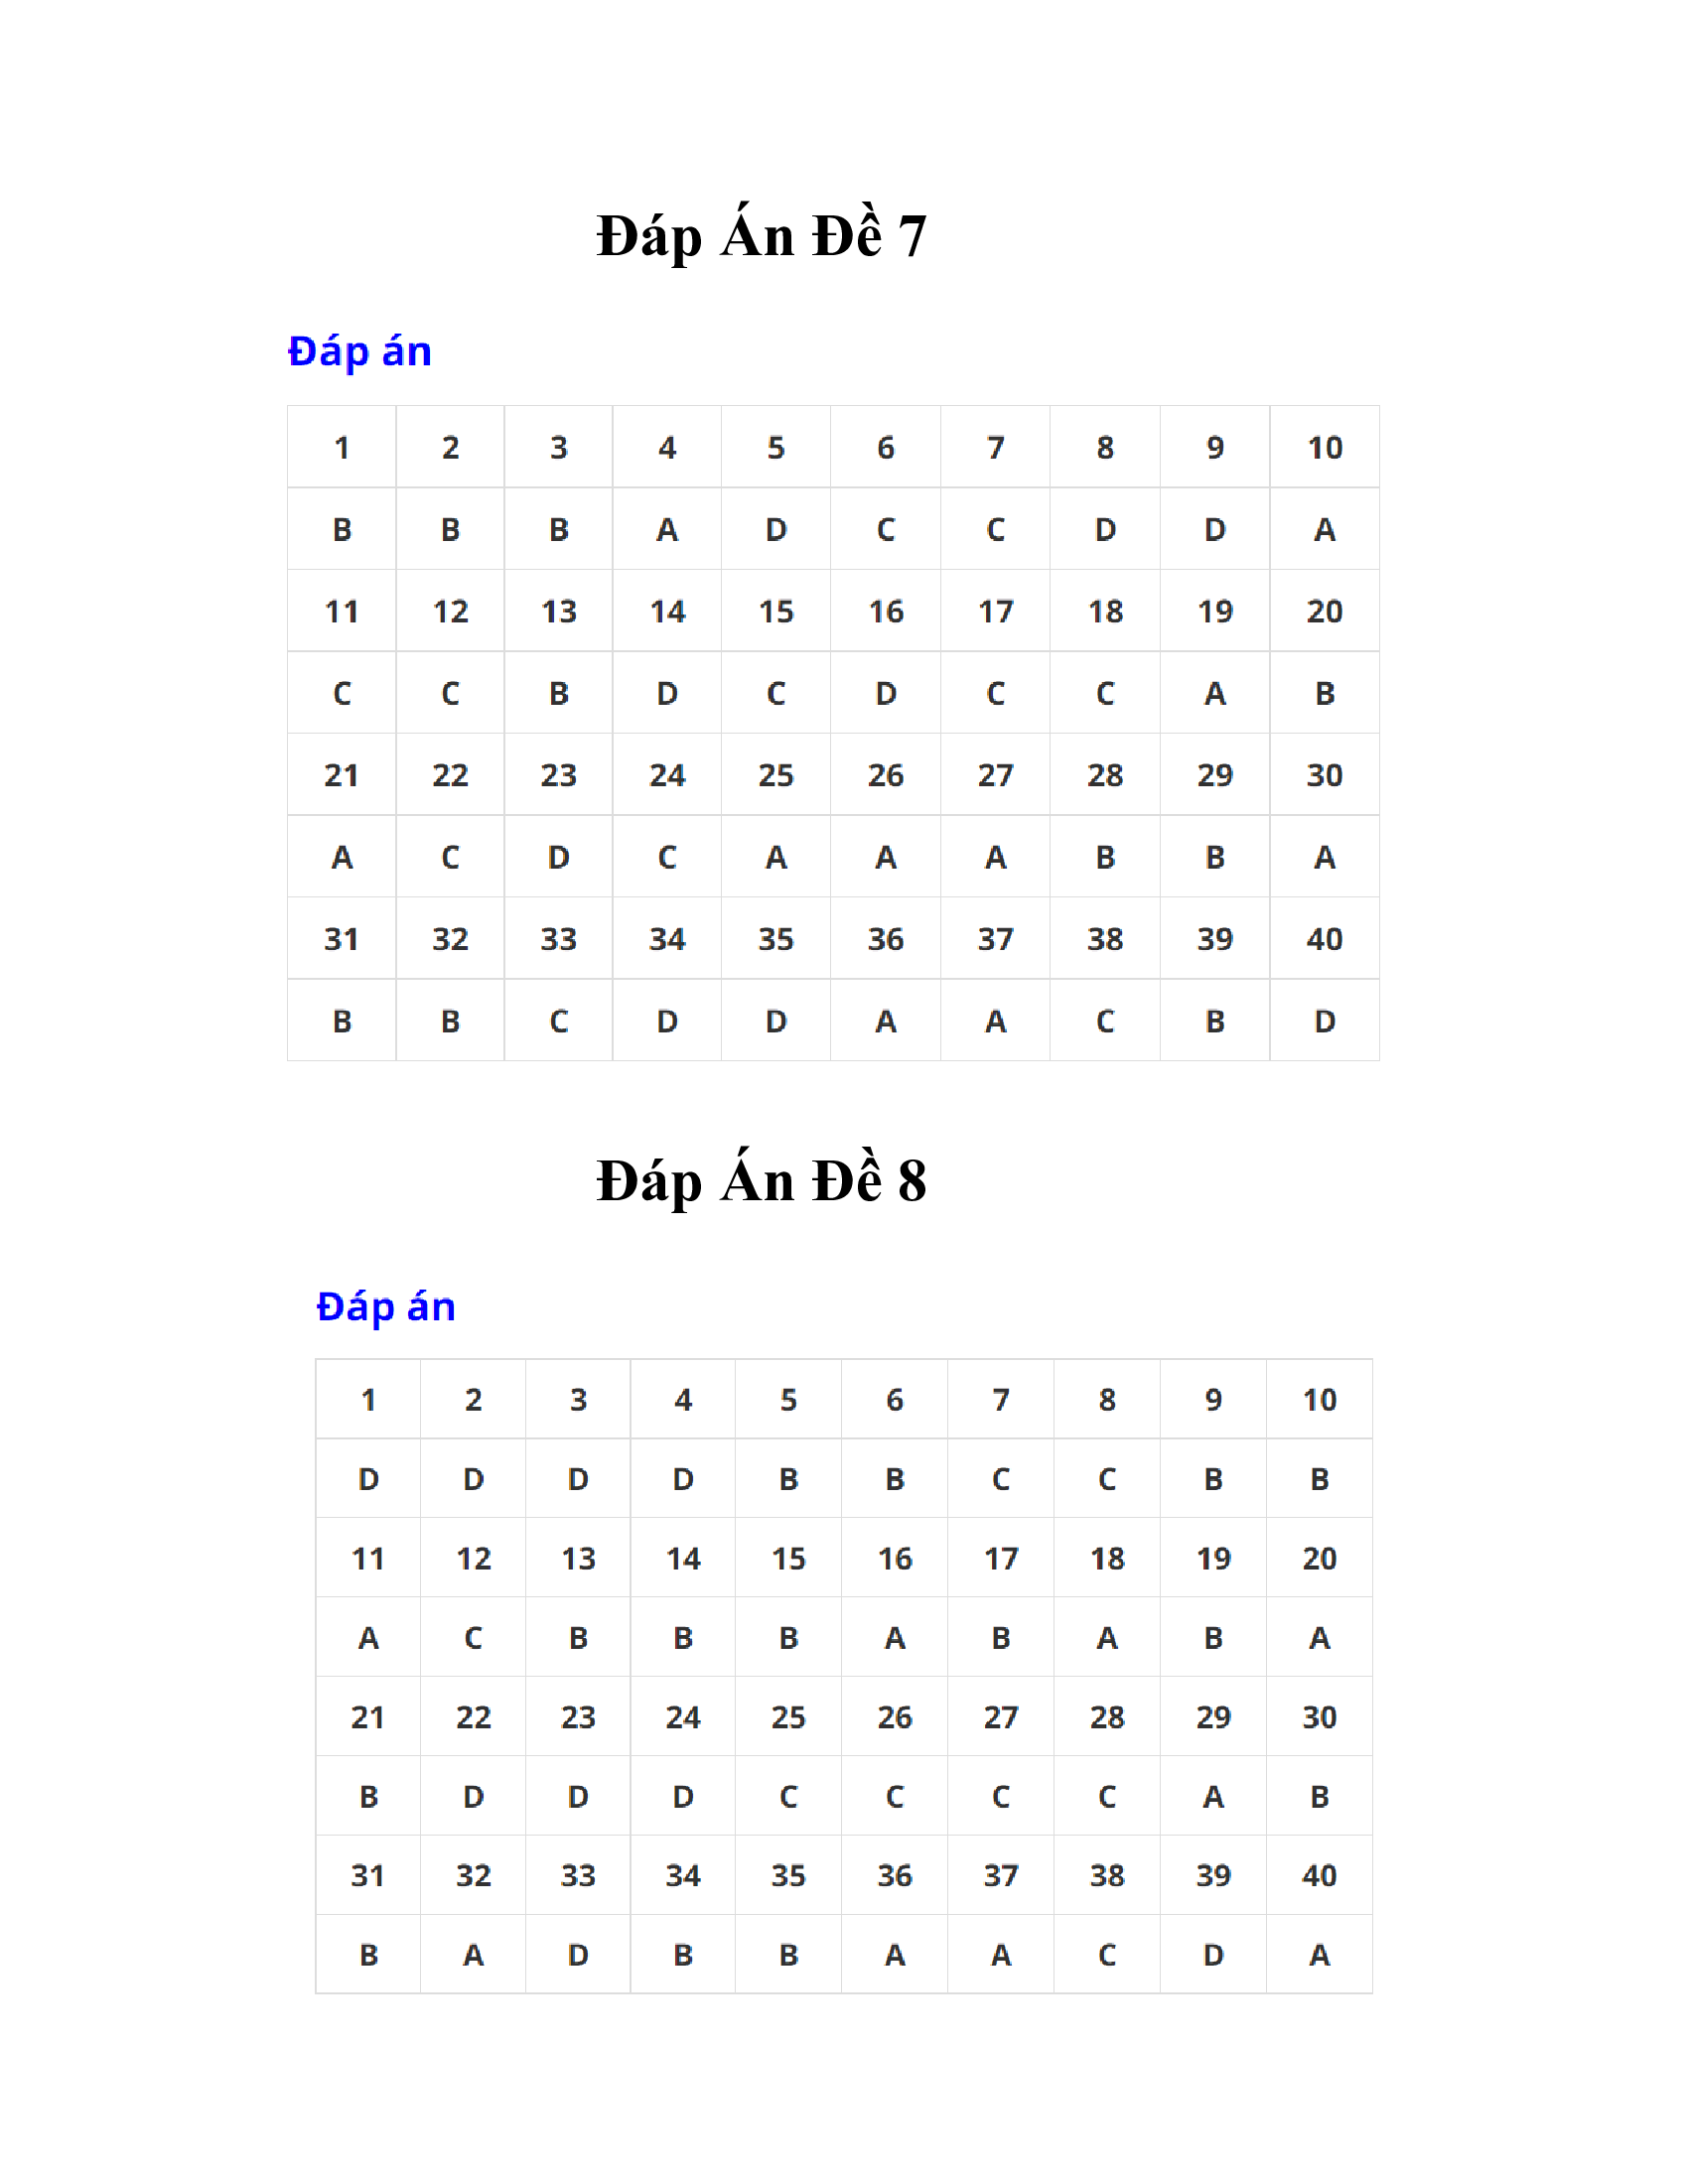 Đáp Án Đề 7
Đáp án
1 2 3 4 5 6 7 8 9 10
B B B A D C C D D A
11 12 13 14 15 16 17 18 19 20
C C B D C D C C A B
21 22 23 24 25 26 27 28 29 30
A C D C A A A B B A
31 32 33 34 35 36 37 38 39 40
B B C D D A A C B D
Đáp Án Đề 8
Đáp án
1 2 3 4 5 6 7 8 9 10
D D D D B B C C B B
11 12 13 14 15 16 17 18 19 20
A C B B B A B A B A
21 22 23 24 25 26 27 28 29 30
B D D D C C C C A B
31 32 33 34 35 36 37 38 39 40
B A D B B A A C D A